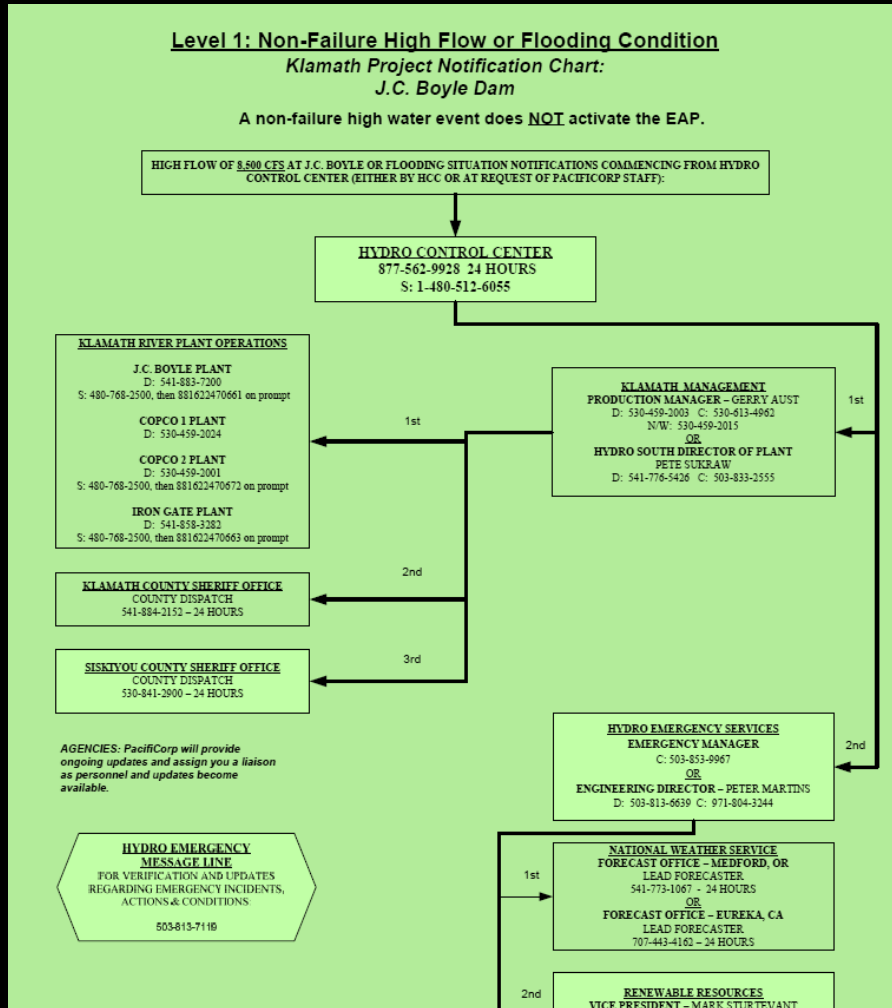 Level 1: Non-Failure High Flow or Flooding Condition
Klamath Project Notification Chart:
J.C. Boyle Dam
A non-failure high water event does NOT activate the EAP.
HIGH FLOW OF 8,500 CFS AT J.C. BOYLE OR FLOODING SITUATION NOTIFICATIONS COMMENCING FROM HYDRO
CONTROL CENTER (EITHER BY HCC OR AT REQUEST OF PACIFICORP STAFF):
HYDRO CONTROL CENTER
877-562-9928 24 HOURS
S: 1-480-512-6055
KLAMATH RIVER PLANT OPERATIONS
J.C. BOYLE PLANT
D: 541-883-7200
S: 480-768-2500, then 881622470661 on prompt
COPCO 1 PLANT
D: 530-459-2024
COPCO 2 PLANT
D: 530-459-2001
S: 480-768-2500, then 881622470672 on prompt
IRON GATE PLANT
D: 541-858-3282
S: 480-768-2500, then 881622470663 on prompt
1st
KLAMATH MANAGEMENT
PRODUCTION MANAGER – GERRY AUST
D: 530-459-2003 C: 530-613-4962
N/W: 530-459-2015
OR
HYDRO SOUTH DIRECTOR OF PLANT
PETE SUKRAW
D: 541-776-5426 C: 503-833-2555
1st
KLAMATH COUNTY SHERIFF OFFICE
COUNTY DISPATCH
541-884-2152 – 24 HOURS
2nd
SISKIYOU COUNTY SHERIFF OFFICE
COUNTY DISPATCH
530-841-2900 – 24 HOURS
3rd
AGENCIES: PacifiCorp will provide
ongoing updates and assign you a liaison
as personnel and updates become
available.
HYDRO EMERGENCY SERVICES
EMERGENCY MANAGER
C: 503-853-9967
OR
ENGINEERING DIRECTOR – PETER MARTINS
D: 503-813-6639 C: 971-804-3244
2nd
HYDRO EMERGENCY
MESSAGE LINE
FOR VERIFICATION AND UPDATES
REGARDING EMERGENCY INCIDENTS,
ACTIONS & CONDITIONS
503-813-7119
1st
NATIONAL WEATHER SERVICE
FORECAST OFFICE – MEDFORD, OR
LEAD FORECASTER
541-773-1067 - 24 HOURS
OR
FORECAST OFFICE – EUREKA, CA
LEAD FORECASTER
707-443-4162 – 24 HOURS
2nd
RENEWABLE RESOURCES
VICE PRESIDENT – MARK STURTEVANT